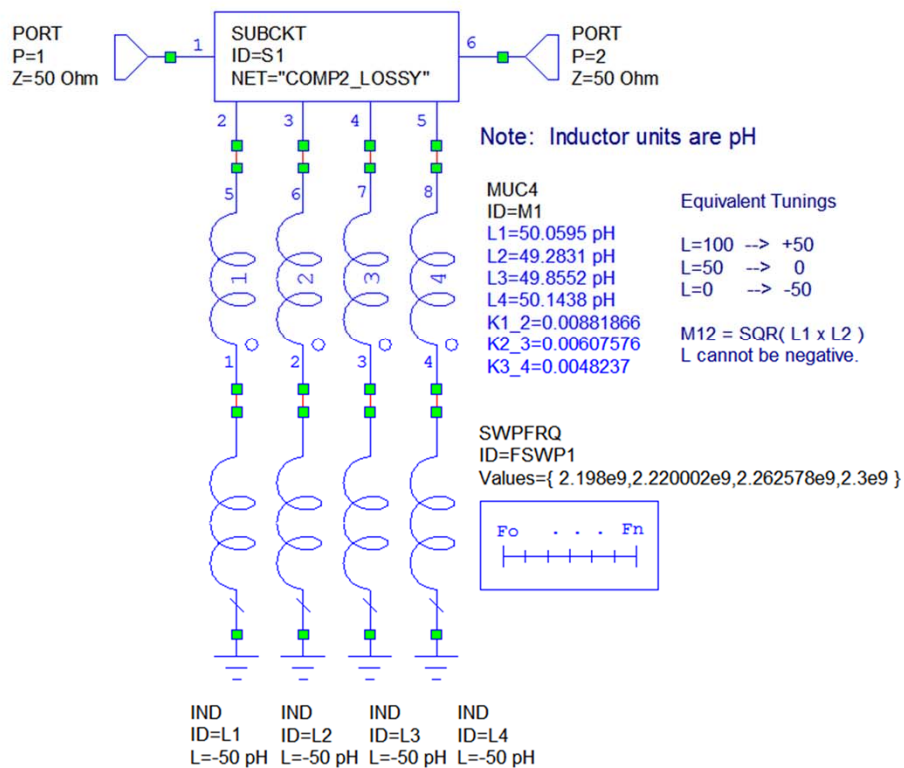 PORT
P=1
Z=50 Ohm
1
SUBCKT
ID=S1
NET="COMP2_LOSSY"
6
PORT
P=2
Z=50 Ohm
2 3 4 5
Note: Inductor units are pH
5 6 7 8
MUC4
ID=M1
L1=50.0595 pH
L2=49.2831 pH
L3=49.8552 pH
L4=50.1438 pH
K1_2=0.00881866
K2_3=0.00607576
K3_4=0.0048237
Equivalent Tunings
L=100 --> +50
L=50 --> 0
L=0 --> -50
M12 = SQR( L1 x L2 )
L cannot be negative.
1 2 3 4
1 2 3 4
SWPFRQ
ID=FSWP1
Values={ 2.198e9,2.220002e9,2.262578e9,2.3e9 }
Fo . . . Fn
IND IND IND IND
ID=L1 ID=L2 ID=L3 ID=L4
L=-50 pH L=-50 pH L=-50 pH L=-50 pH